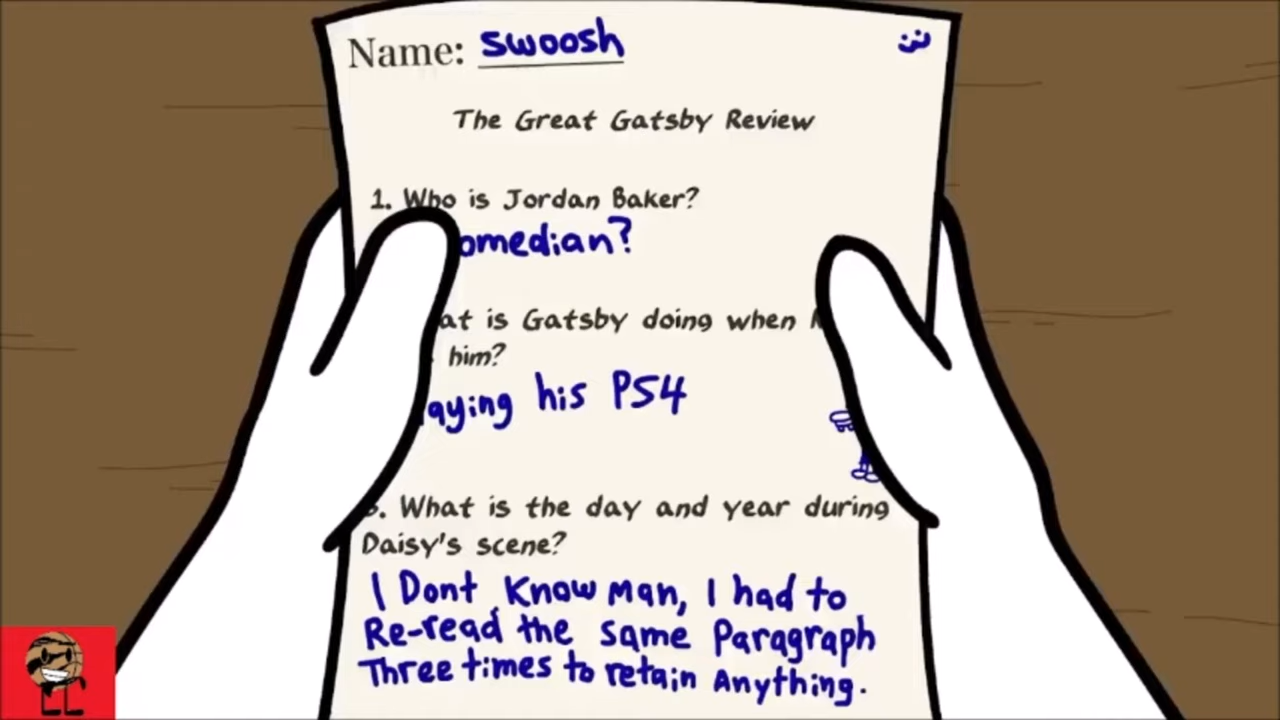 Name: Swoosh
The Great Gatsby Review
1. Who is Jordan Baker?
omedian?
at is Gatsby doing when
him?
aying his PS4
. What is the day and year during
Daisy's scene?
I Dont Know man, I had to
Re-read the same Paragraph
Three times to retain Anything.